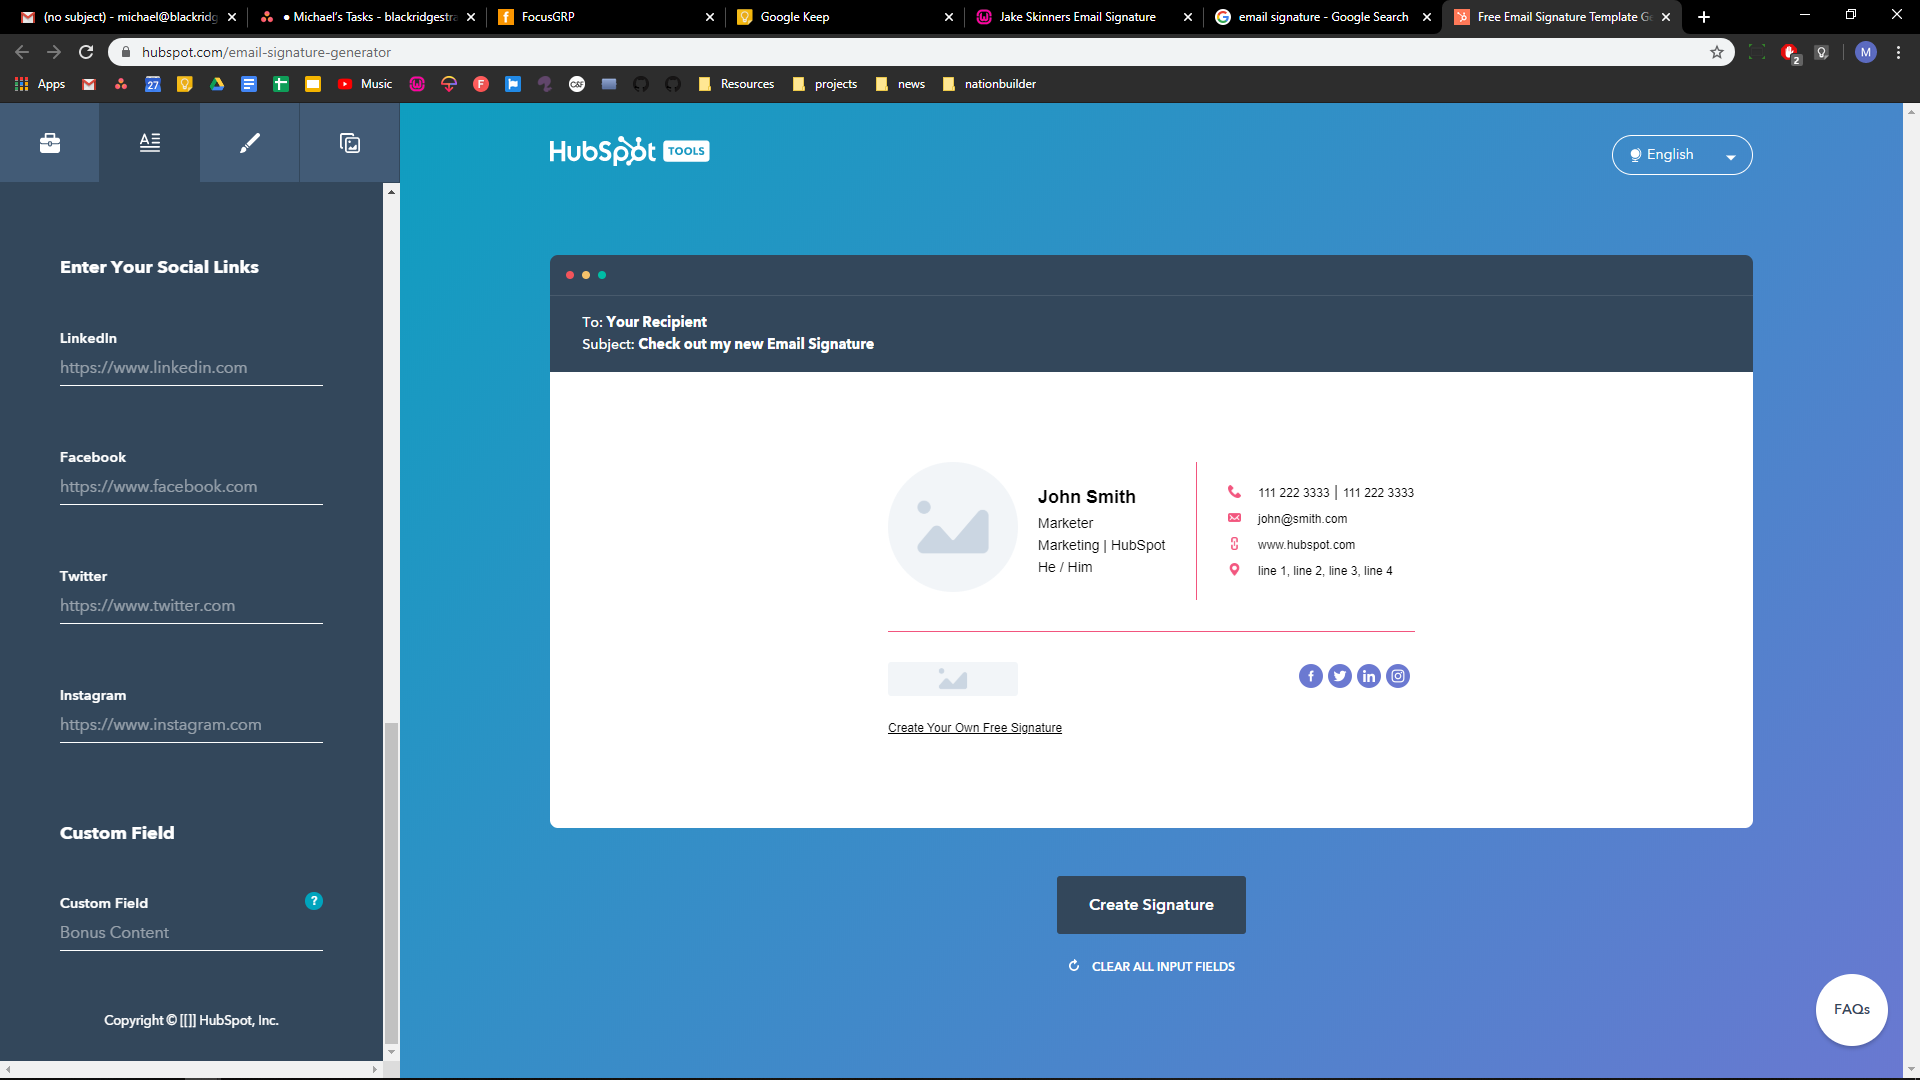 (no subject) - michael@blackridg
• Michael's Tasks - blackridgestra
FocusGRP
Google Keep
Jake Skinners Email Signature
email signature - Google Search
Free Email Signature Template Ge
hubspot.com/email-signature-generator
2
M
Apps
27
Music
F
C&F
Resources
projects
news
nationbuilder
HubSpot TOOLS
English
Enter Your Social Links
LinkedIn
https://www.linkedin.com
Facebook
https://www.facebook.com
Twitter
https://www.twitter.com
Instagram
https://www.instagram.com
Custom Field
Custom Field
?
Bonus Content
Copyright © [[]] HubSpot, Inc.
To: Your Recipient
Subject: Check out my new Email Signature
John Smith
Marketer
Marketing | HubSpot
He / Him
111 222 3333 | 111 222 3333
john@smith.com
www.hubspot.com
line 1, line 2, line 3, line 4
Create Your Own Free Signature
Create Signature
CLEAR ALL INPUT FIELDS
FAQs